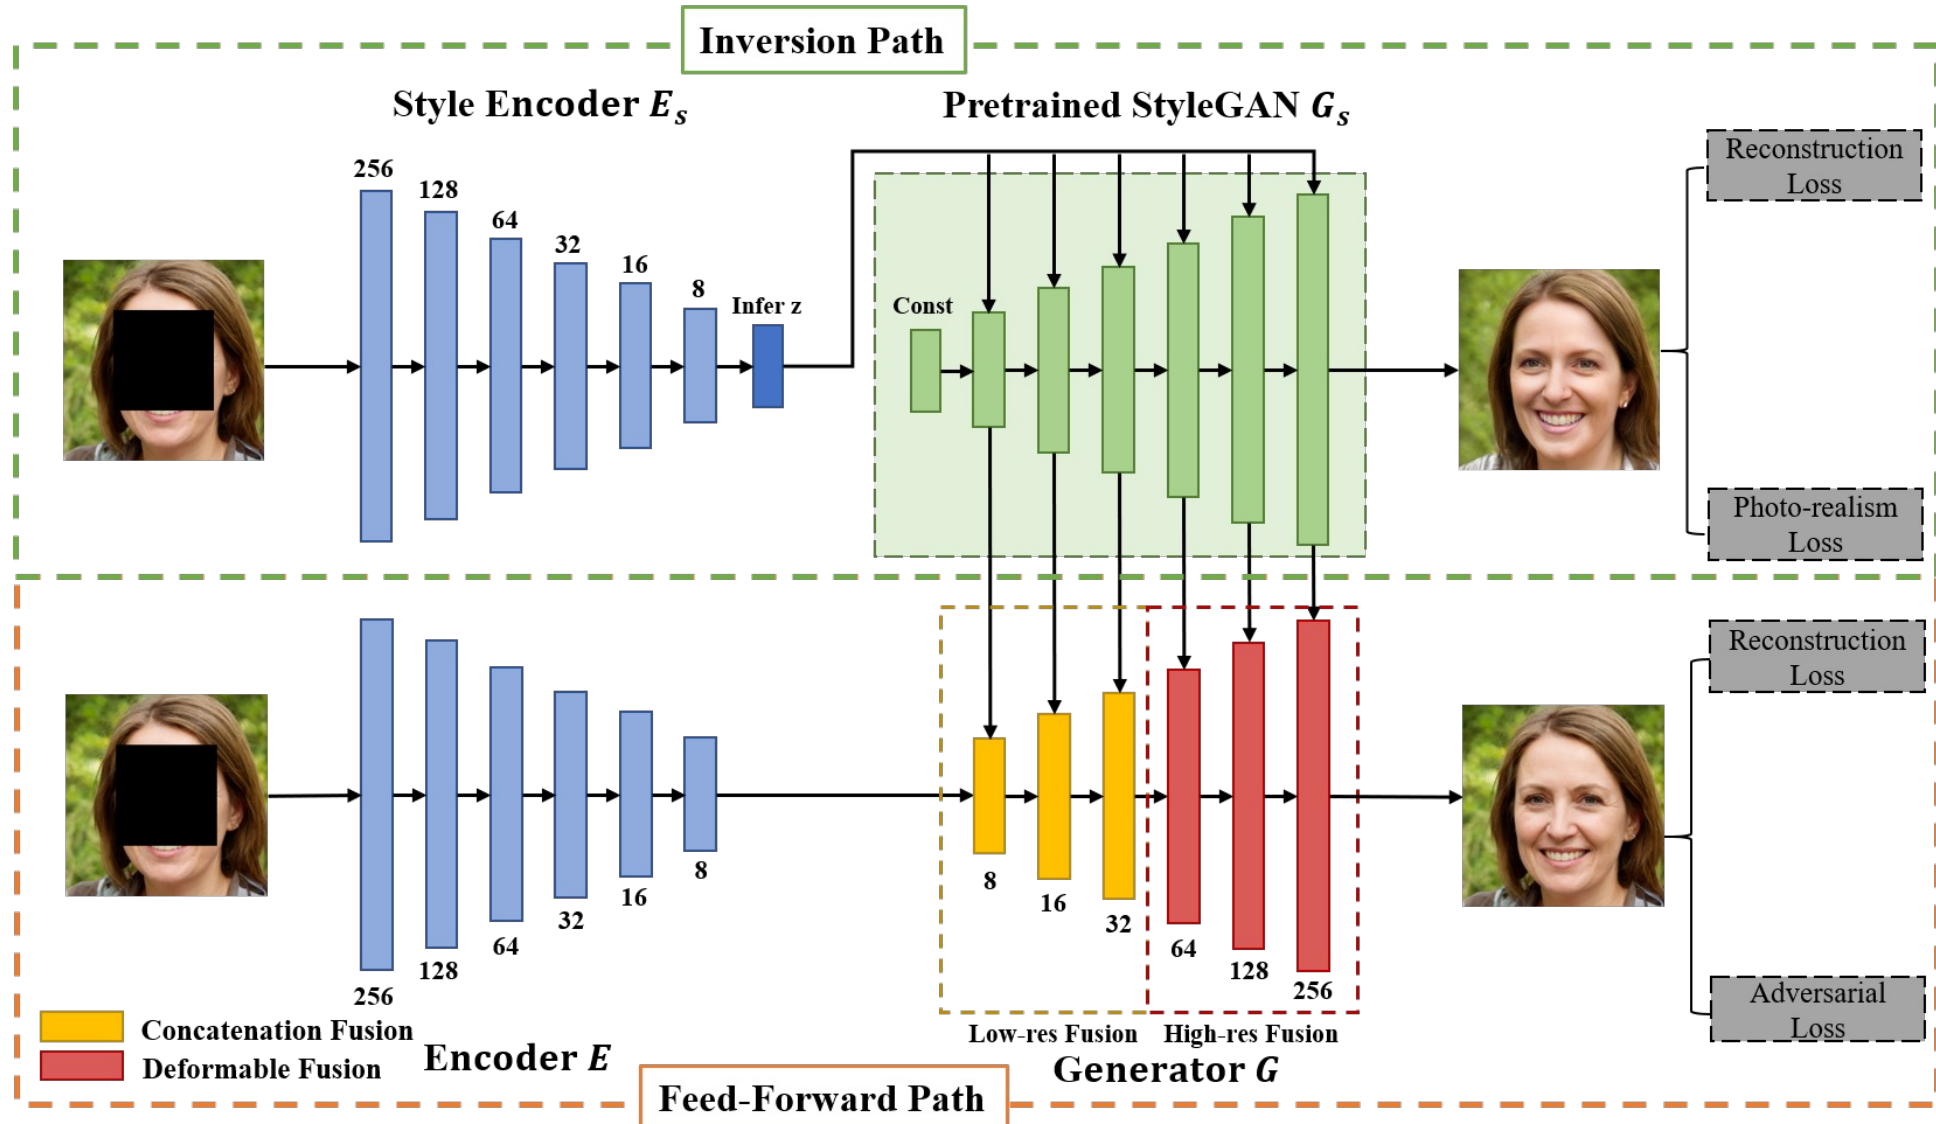 Inversion Path
Style Encoder E_s
Pretrained StyleGAN G_s
256
128
64
32
16
8
Infer z
Const
Reconstruction
Loss
Photo-realism
Loss
256
128
64
32
16
8
8
16
32
64
128
256
Reconstruction
Loss
Adversarial
Loss
Concatenation Fusion
Deformable Fusion
Encoder E
Low-res Fusion
High-res Fusion
Generator G
Feed-Forward Path